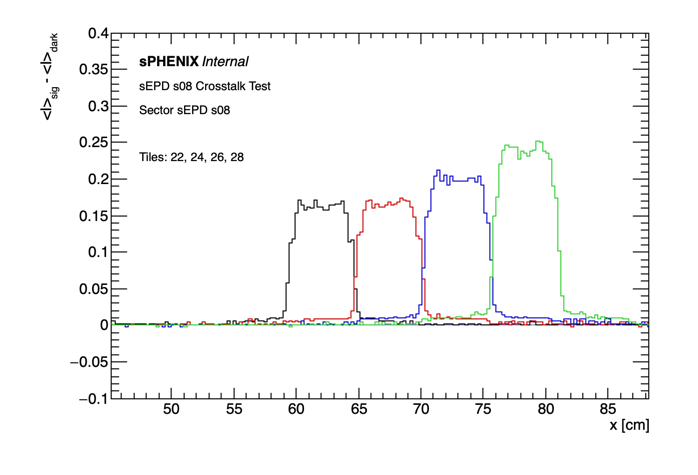 <I>sig - <I>dark
0.4
0.35
0.3
0.25
0.2
0.15
0.1
0.05
0
−0.05
−0.1
sPHENIX Internal
sEPD s08 Crosstalk Test
Sector sEPD s08
Tiles: 22, 24, 26, 28
50 55 60 65 70 75 80 85
x [cm]